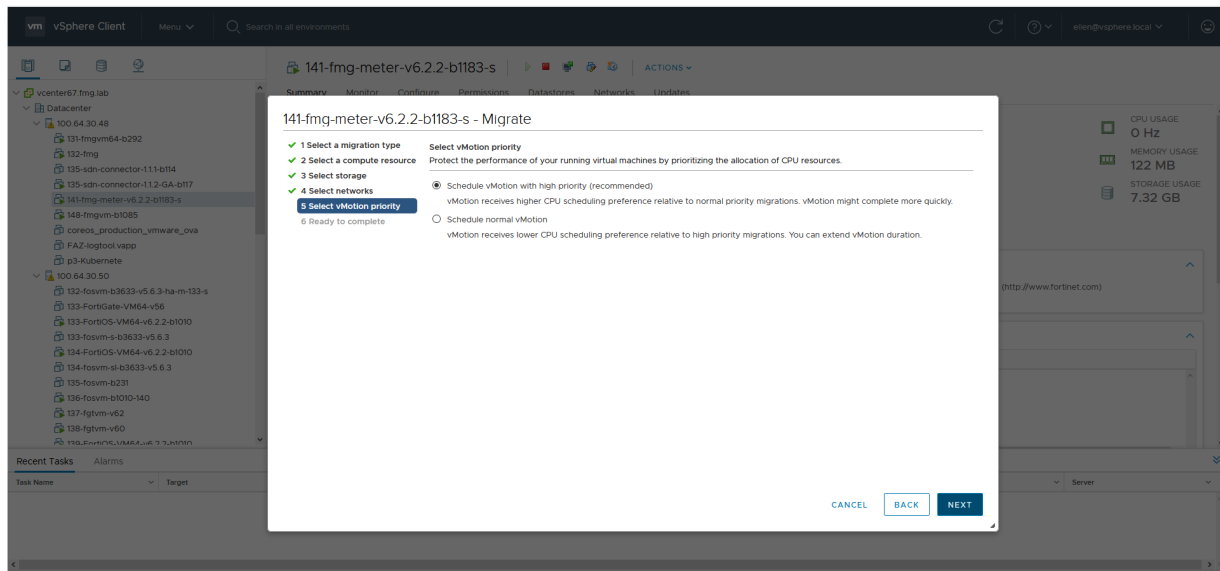 vm vSphere Client Menu Search in all environments ellen@vsphere.local
141-fmg-meter-v6.2.2-b1183-s ACTIONS
Summary Monitor Configure Permissions Datastores Networks Updates
vcenter67.fmg.lab
Datacenter
100.64.30.48
131-fmgvm64-b292
132-fmg
135-sdn-connector-1.1.1-b114
135-sdn-connector-1.1.2-GA-b117
141-fmg-meter-v6.2.2-b1183-s
148-fmgvm-b1085
coreos_production_vmware_ova
FAZ-logtool.vapp
p3-Kubernete
100.64.30.50
132-fosvm-b3633-v5.6.3-ha-m-133-s
133-FortiGate-VM64-v56
133-FortiOS-VM64-v6.2.2-b1010
133-fosvm-s-b3633-v5.6.3
134-FortiOS-VM64-v6.2.2-b1010
134-fosvm-sl-b3633-v5.6.3
135-fosvm-b231
136-fosvm-b1010-140
137-fgtvm-v62
138-fgtvm-v60
139-FortiOS-VM64-v6.2.2-b1010
141-fmg-meter-v6.2.2-b1183-s - Migrate
1 Select a migration type
2 Select a compute resource
3 Select storage
4 Select networks
5 Select vMotion priority
6 Ready to complete
Select vMotion priority
Protect the performance of your running virtual machines by prioritizing the allocation of CPU resources.
Schedule vMotion with high priority (recommended)
vMotion receives higher CPU scheduling preference relative to normal priority migrations. vMotion might complete more quickly.
Schedule normal vMotion
vMotion receives lower CPU scheduling preference relative to high priority migrations. You can extend vMotion duration.
CANCEL BACK NEXT
CPU USAGE
0 Hz
MEMORY USAGE
122 MB
STORAGE USAGE
7.32 GB
(http://www.fortinet.com)
Recent Tasks Alarms
Task Name Target Server